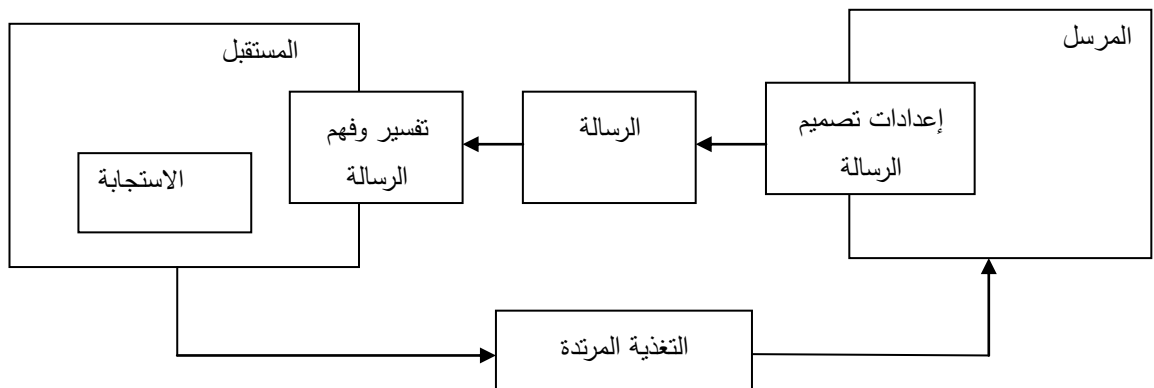 المرسل
إعدادات تصميم
الرسالة
الرسالة
تفسير وفهم
الرسالة
المستقبل
الاستجابة
التغذية المرتدة